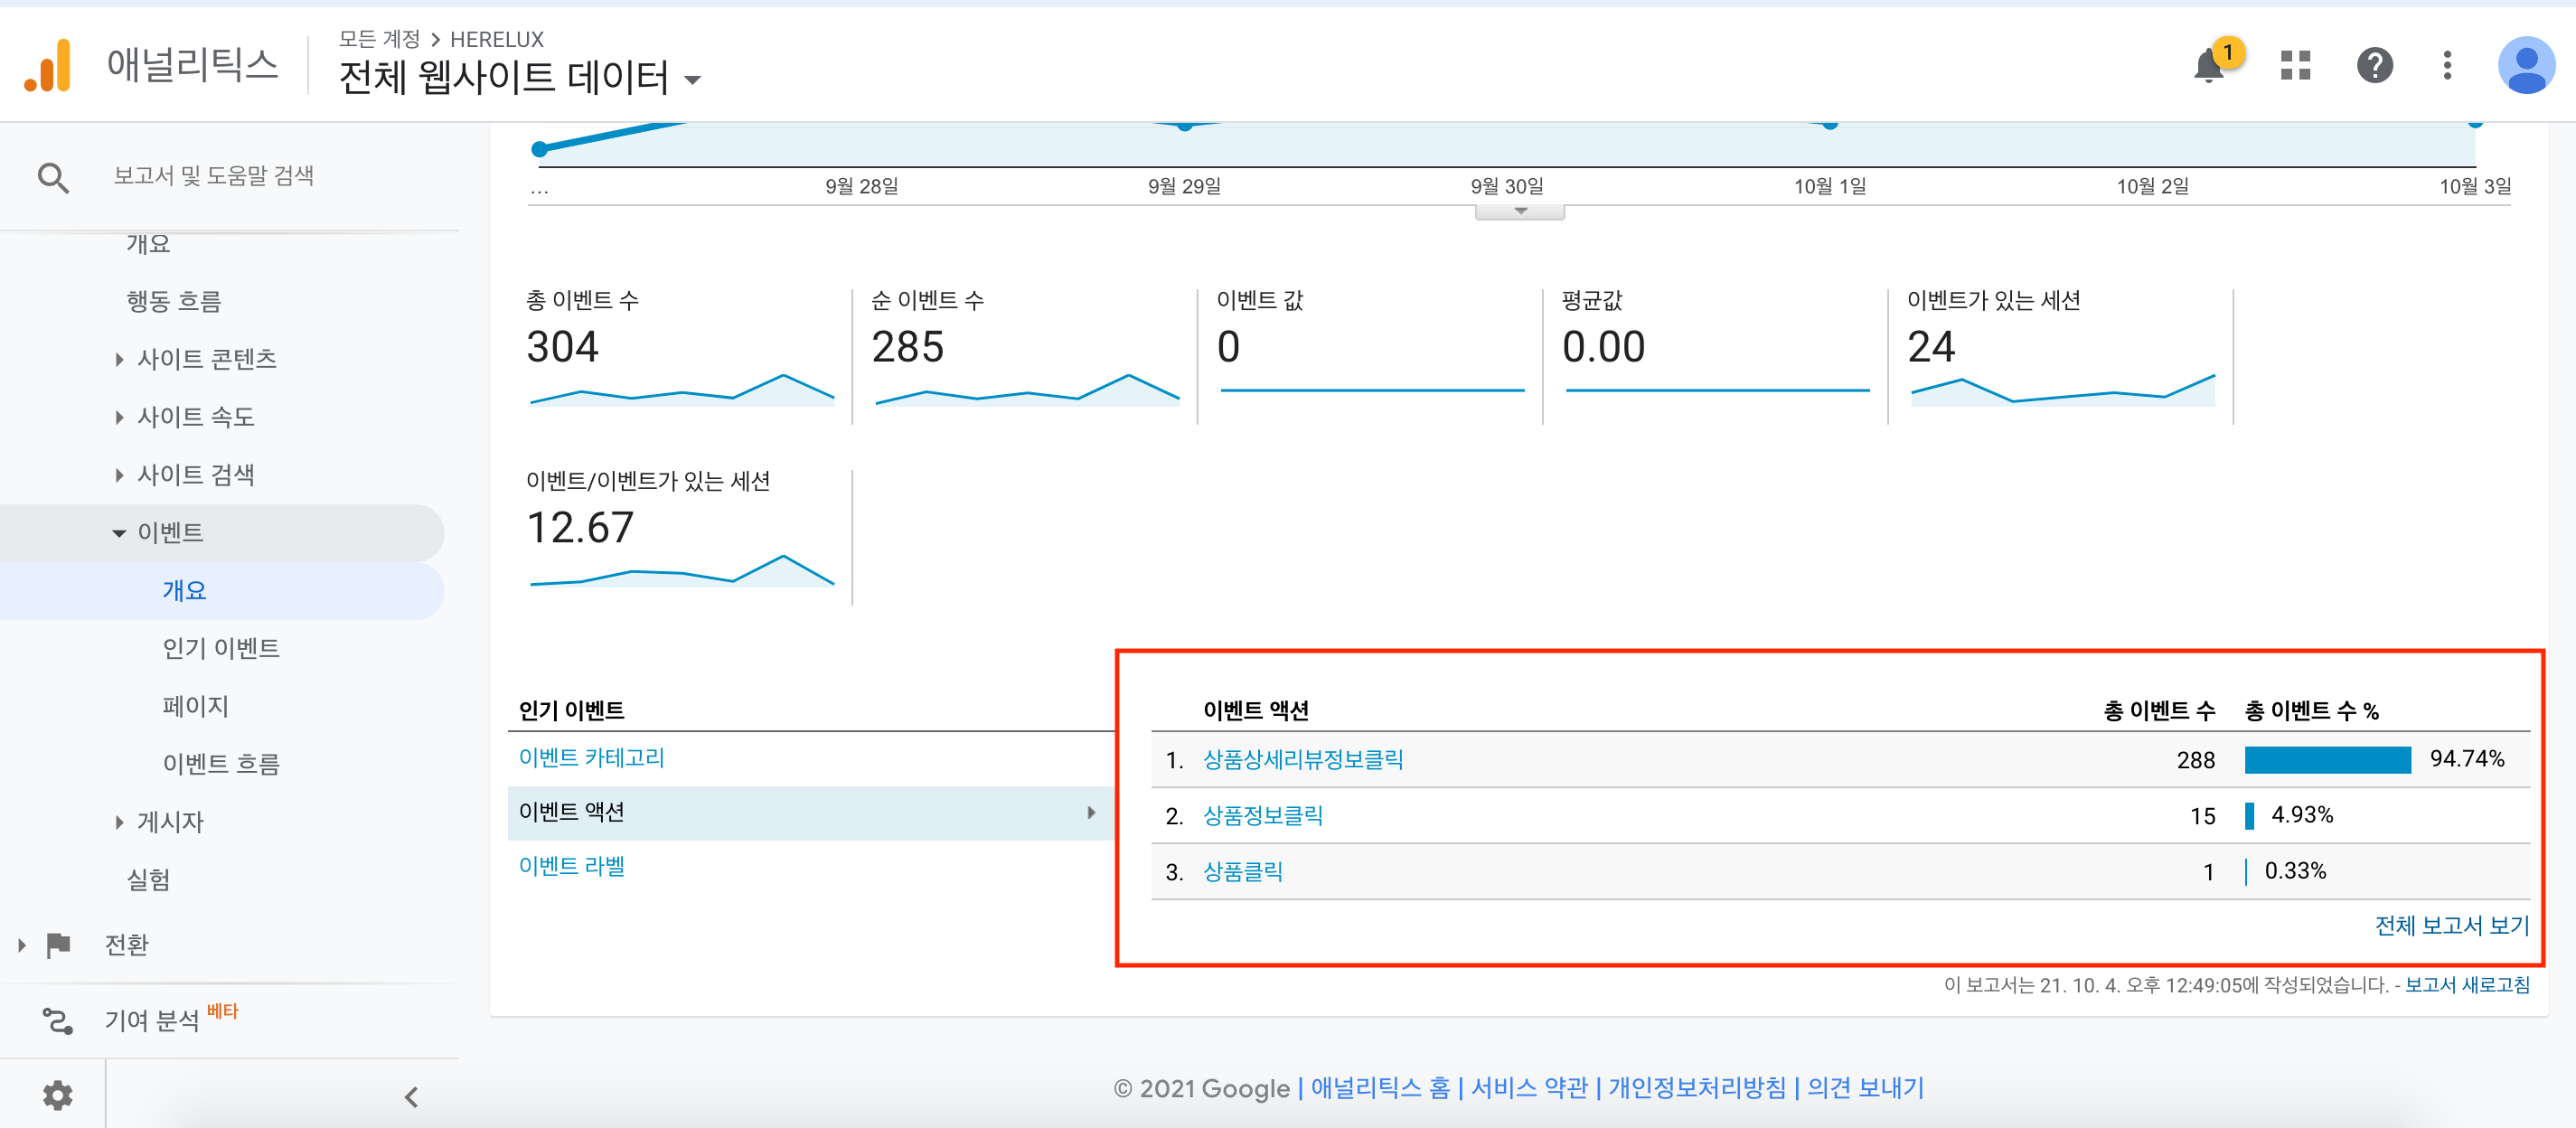 애널리틱스
모든 계정 > HERELUX
전체 웹사이트 데이터
1
보고서 및 도움말 검색
개요
행동 흐름
사이트 콘텐츠
사이트 속도
사이트 검색
이벤트
개요
인기 이벤트
페이지
이벤트 흐름
게시자
실험
전환
기여 분석 베타
... 9월 28일 9월 29일 9월 30일 10월 1일 10월 2일 10월 3일
총 이벤트 수 순 이벤트 수 이벤트 값 평균값 이벤트가 있는 세션
304 285 0 0.00 24
이벤트/이벤트가 있는 세션
12.67
인기 이벤트
이벤트 카테고리
이벤트 액션
이벤트 라벨
이벤트 액션 총 이벤트 수 총 이벤트 수 %
1. 상품상세리뷰정보클릭 288 94.74%
2. 상품정보클릭 15 4.93%
3. 상품클릭 1 0.33%
전체 보고서 보기
이 보고서는 21. 10. 4. 오후 12:49:05에 작성되었습니다. - 보고서 새로고침
© 2021 Google | 애널리틱스 홈 | 서비스 약관 | 개인정보처리방침 | 의견 보내기